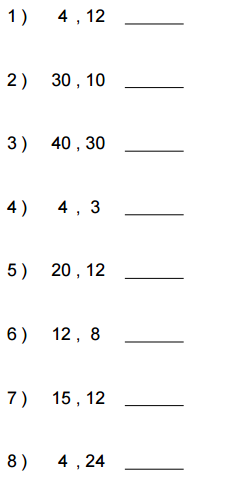 1 ) 4 , 12 ______
2 ) 30 , 10 ______
3 ) 40 , 30 ______
4 ) 4 , 3 ______
5 ) 20 , 12 ______
6 ) 12 , 8 ______
7 ) 15 , 12 ______
8 ) 4 , 24 ______